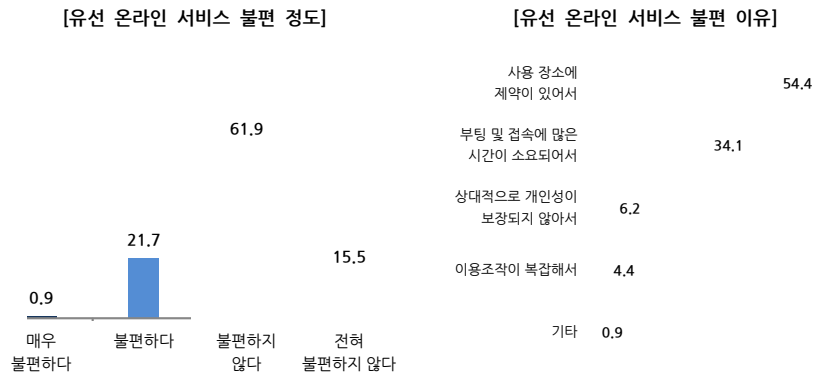 [유선 온라인 서비스 불편 정도]
61.9
21.7
15.5
0.9
매우
불편하다
불편하다
불편하지
않다
전혀
불편하지 않다
[유선 온라인 서비스 불편 이유]
사용 장소에
제약이 있어서
54.4
부팅 및 접속에 많은
시간이 소요되어서
34.1
상대적으로 개인성이
보장되지 않아서
6.2
이용조작이 복잡해서
4.4
기타
0.9